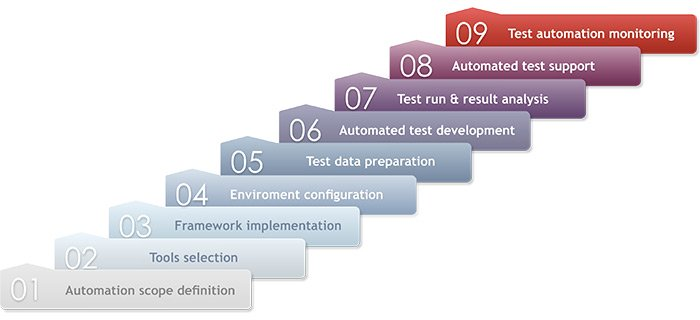 09 Test automation monitoring
08 Automated test support
07 Test run & result analysis
06 Automated test development
05 Test data preparation
04 Enviroment configuration
03 Framework implementation
02 Tools selection
01 Automation scope definition